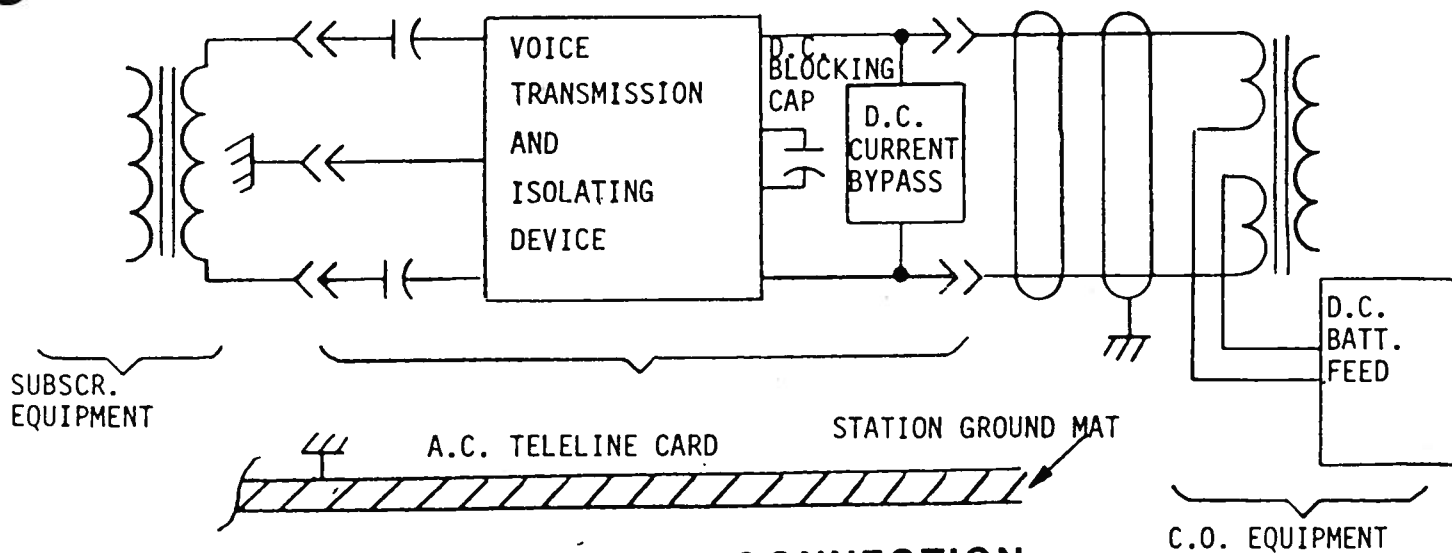 VOICE
TRANSMISSION
AND
ISOLATING
DEVICE
D.C.
BLOCKING
CAP
D.C.
CURRENT
BYPASS
D.C.
BATT.
FEED
SUBSCR.
EQUIPMENT
A.C. TELELINE CARD
STATION GROUND MAT
C.O. EQUIPMENT
CONNECTION